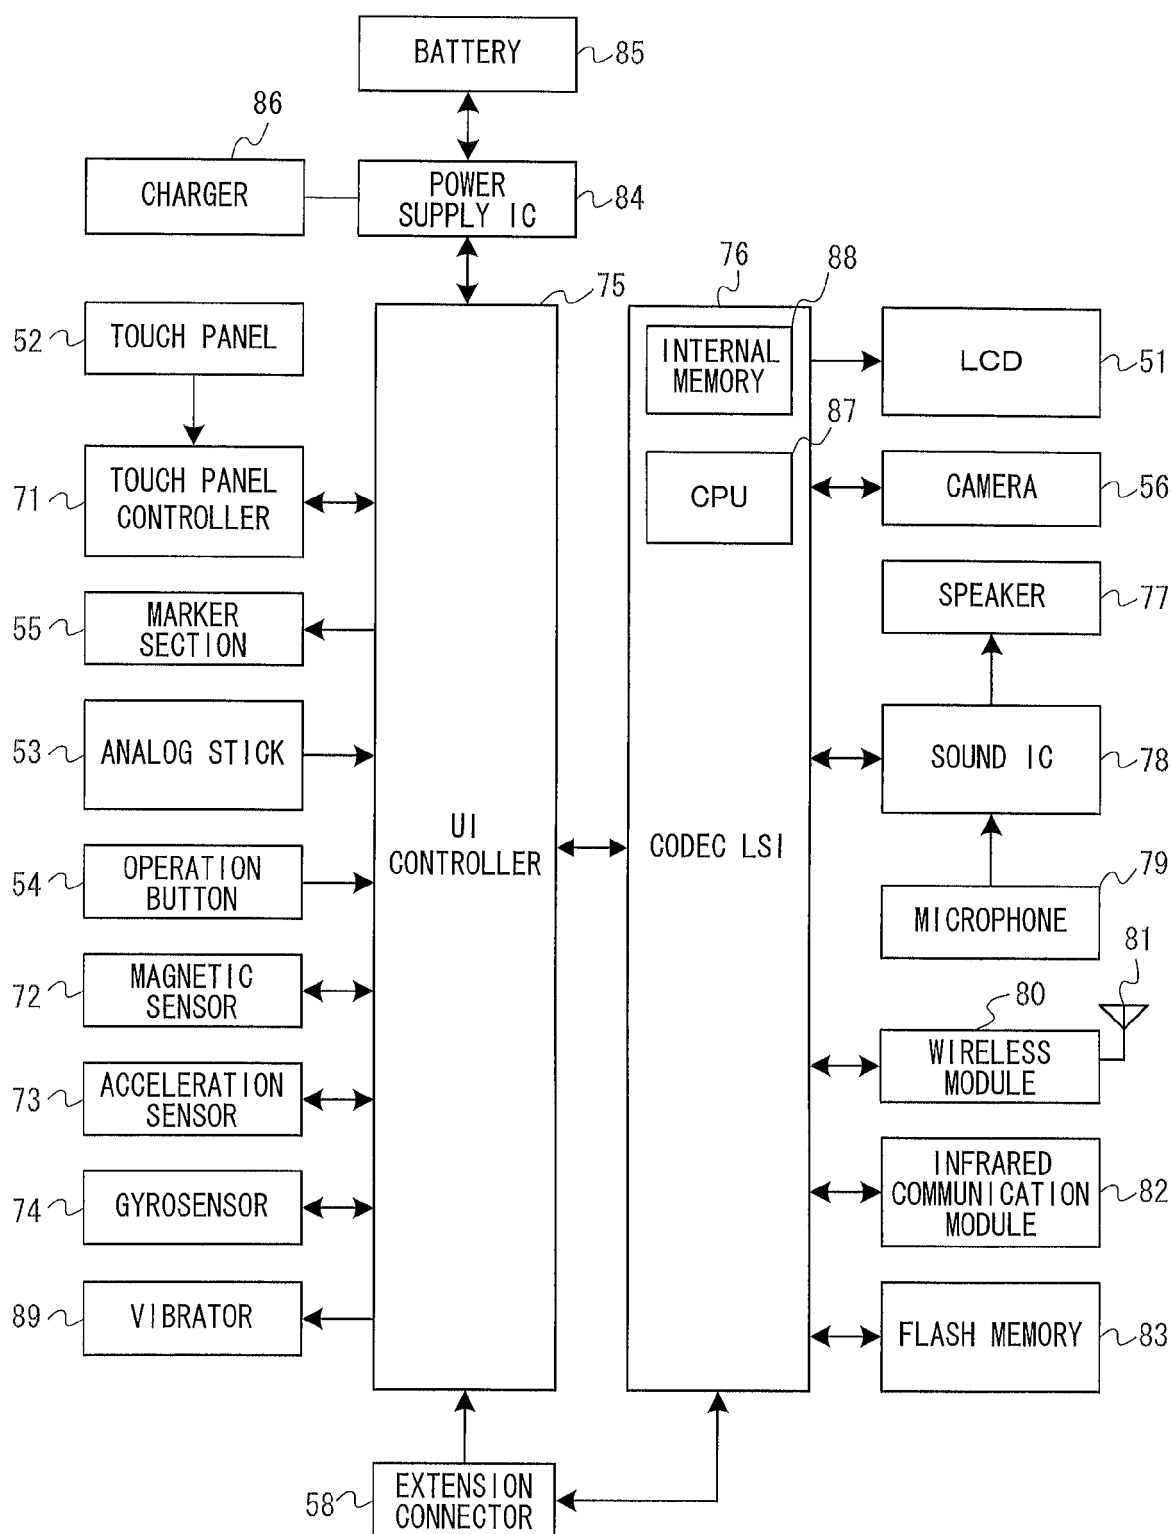 BATTERY
85
86
CHARGER
POWER
SUPPLY IC
84
75
76
88
52
TOUCH PANEL
INTERNAL
MEMORY
LCD
51
87
71
TOUCH PANEL
CONTROLLER
CPU
CAMERA
56
55
MARKER
SECTION
SPEAKER
77
53
ANALOG STICK
SOUND IC
78
UI
CONTROLLER
CODEC LSI
54
OPERATION
BUTTON
79
MICROPHONE
81
72
MAGNETIC
SENSOR
80
WIRELESS
MODULE
73
ACCELERATION
SENSOR
INFRARED
COMMUNICATION
MODULE
82
74
GYROSENSOR
89
VIBRATOR
FLASH MEMORY
83
58
EXTENSION
CONNECTOR